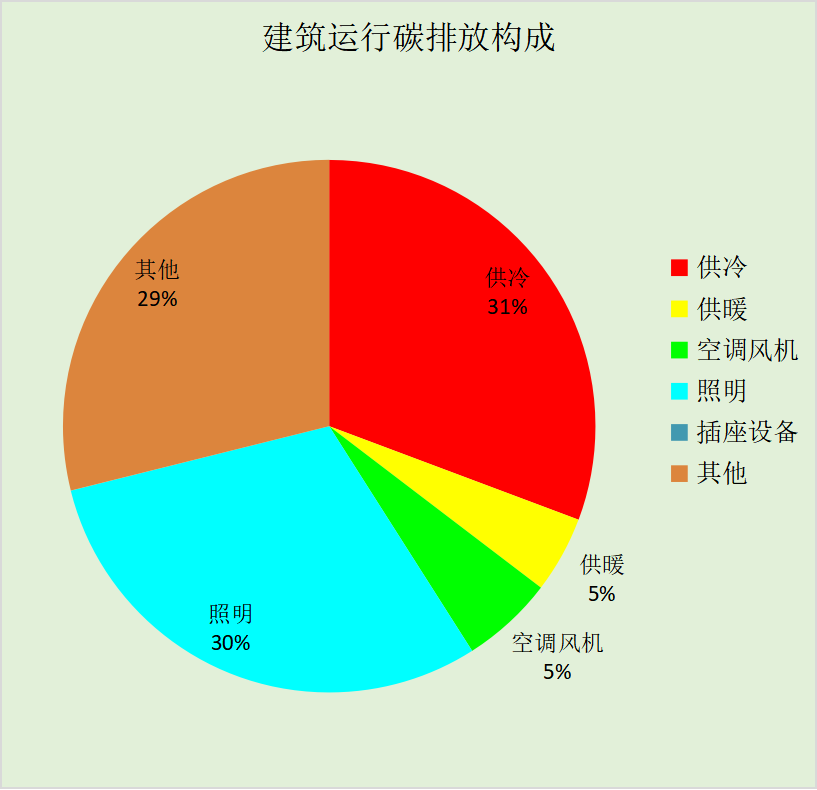 建筑运行碳排放构成
其他
29%
供冷
31%
供暖
5%
空调风机
5%
照明
30%
供冷
供暖
空调风机
照明
插座设备
其他